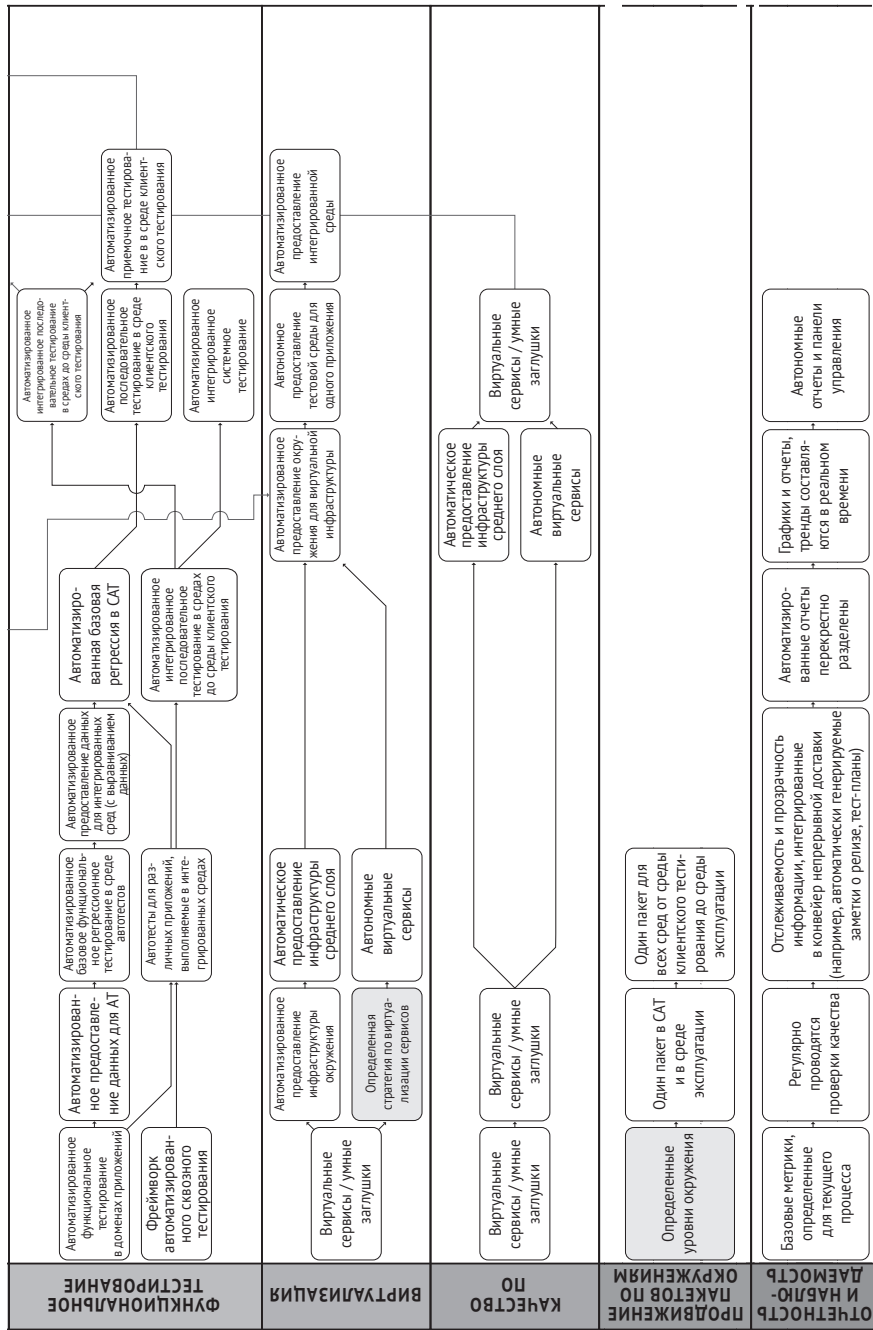 ФУНКЦИОНАЛЬНОЕ
ТЕСТИРОВАНИЕ
Автоматизированное
функциональное
тестирование
в доменах приложений
Фреймворк
автоматизирован-
ного сквозного
тестирования
Автоматизирован-
ное предоставле-
ние данных для АТ
Автоматизированное
базовое функциональ-
ное регрессионное
тестирование в среде
автотестов
Автотесты для раз-
личных приложений,
выполняемые в инте-
грированных средах
Автоматизированное
предоставление данных
для интегрированных
сред (с выравниванием
данных)
Автоматизиро-
ванная базовая
регрессия в САТ
Автоматизированное
интегрированное
последовательное
тестирование в средах
до среды клиентского
тестирования
Автоматизированное
интегрированное последо-
вательное тестирование
в средах до среды клиент-
ского тестирования
Автоматизированное
последовательное
тестирование в среде
клиентского
тестирования
Автоматизированное
интегрированное
системное
тестирование
Автоматизированное
приемочное тестирова-
ние в в среде клиент-
ского тестирования
ВИРТУАЛИЗАЦИЯ
Виртуальные
сервисы / умные
заглушки
Автоматизированное
предоставление
инфраструктуры
окружения
Определенная
стратегия по виртуа-
лизации сервисов
Автоматическое
предоставление
инфраструктуры
среднего слоя
Автономные
виртуальные
сервисы
Автоматизированное
предоставление окру-
жения для виртуальной
инфраструктуры
Автономное
предоставление
тестовой среды для
одного приложения
Автоматизированное
предоставление
интегрированной
среды
КАЧЕСТВО
ПО
Виртуальные
сервисы / умные
заглушки
Виртуальные
сервисы / умные
заглушки
Автоматическое
предоставление
инфраструктуры
среднего слоя
Автономные
виртуальные
сервисы
Виртуальные
сервисы / умные
заглушки
ПРОДВИЖЕНИЕ
ПАКЕТОВ ПО
ОКРУЖЕНИЯМ
Определенные
уровни окружения
Один пакет в САТ
и в среде
эксплуатации
Один пакет для
всех сред от среды
клиентского тести-
рования до среды
эксплуатации
ОТЧЕТНОСТЬ
И НАБЛЮ-
ДАЕМОСТЬ
Базовые метрики,
определенные
для текущего
процесса
Регулярно
проводятся
проверки качества
Отслеживаемость и прозрачность
информации, интегрированные
в конвейер непрерывной доставки
(например, автоматически генерируемые
заметки о релизе, тест-планы)
Автоматизиро-
ванные отчеты
перекрестно
разделены
Графики и отчеты,
тренды составля-
ются в реальном
времени
Автономные
отчеты и панели
управления